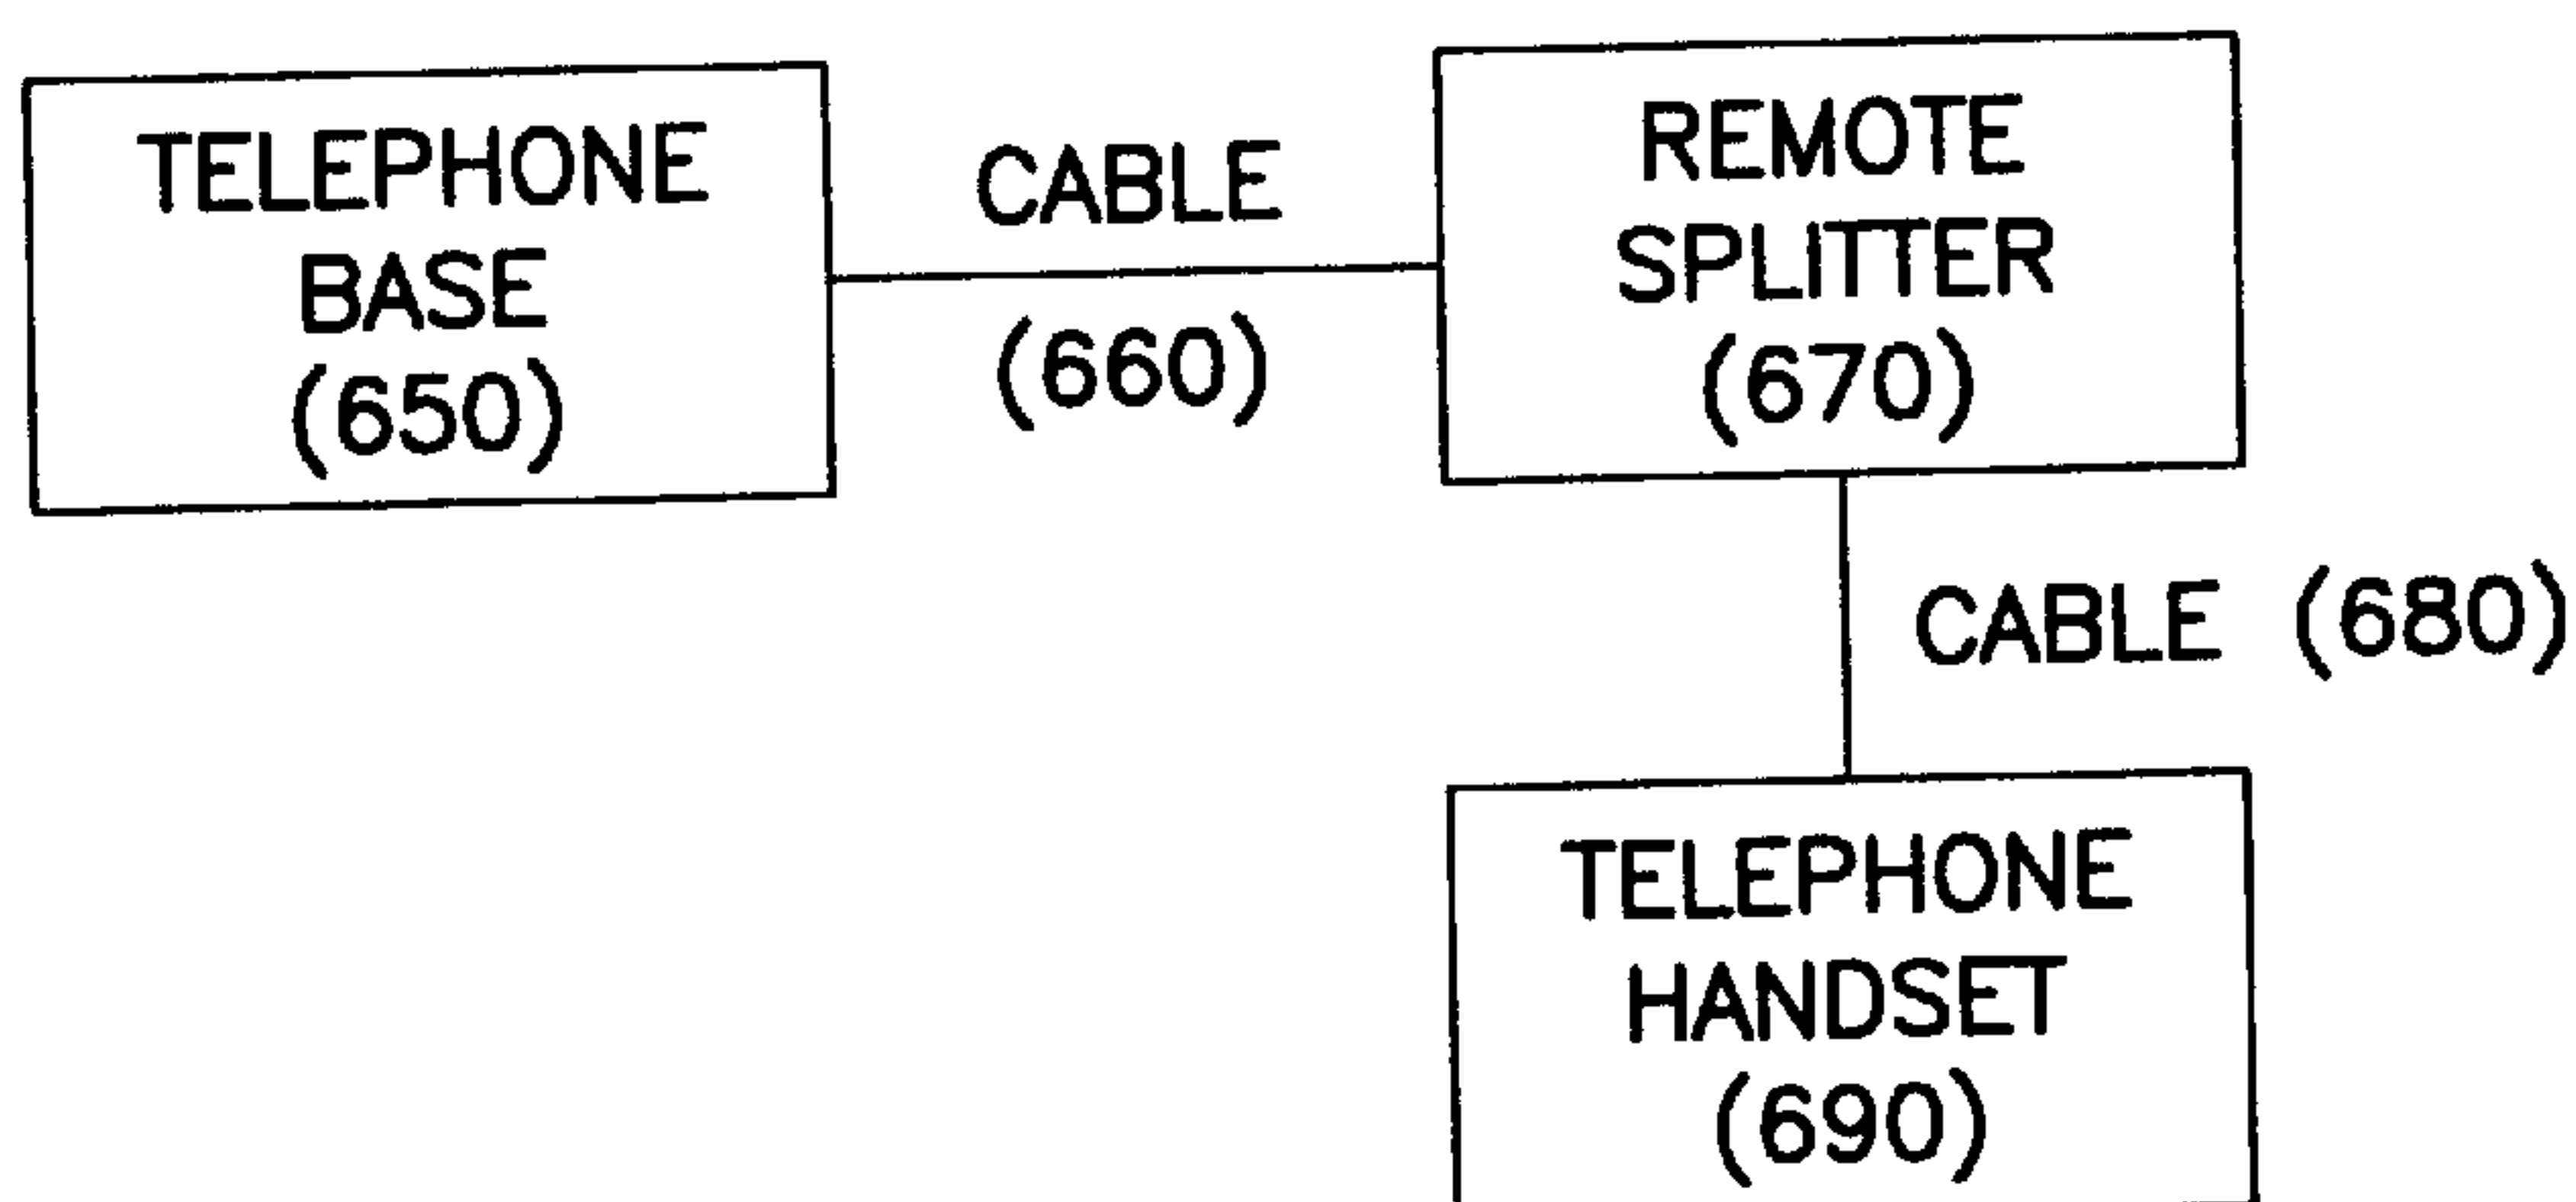 TELEPHONE
BASE
(650)
CABLE
(660)
REMOTE
SPLITTER
(670)
CABLE (680)
TELEPHONE
HANDSET
(690)